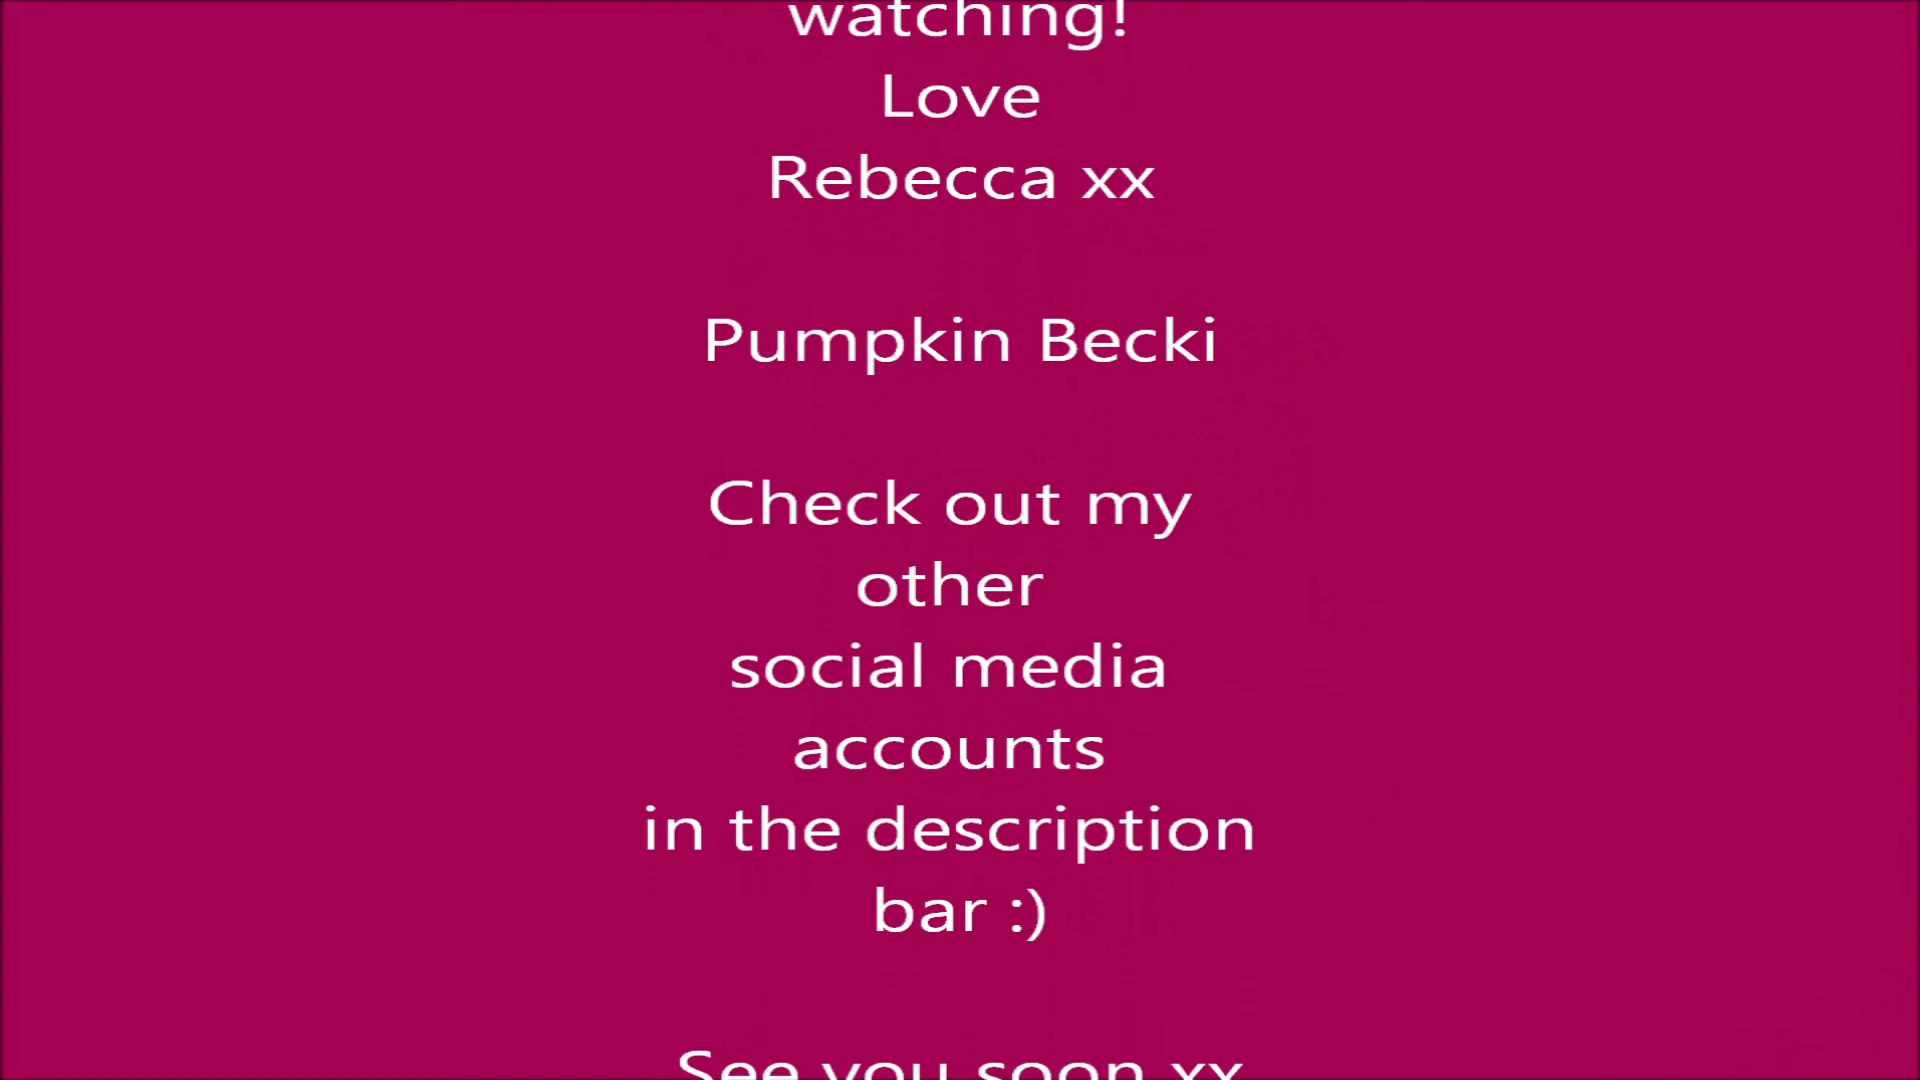 watching!
Love
Rebecca xx
Pumpkin Becki
Check out my
other
social media
accounts
in the description
bar :)
See you soon xx